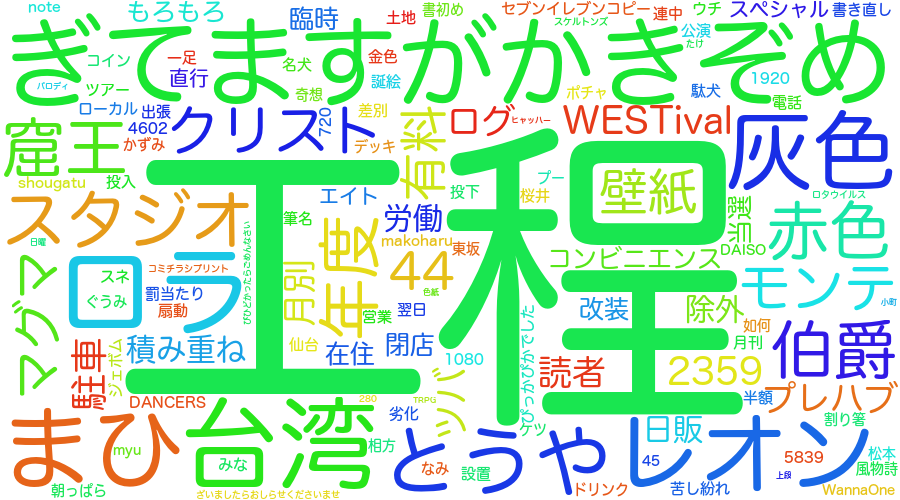 note
もろもろ
臨時
土地
書初め
セブンイレブンコピー
連中
ウチ
スペシャル
書き直し
スケルトンズ
公演
ぎてますがかきぞめ
たけ
コイン
一足
金色
名犬
直行
誕絵
パロディ
ツアー
奇想
ポチャ
駄犬
1920
電話
ローカル
出張
4602
かずみ
クリスト
720
差別
デッキ
有料
ログ
ヒャッハー
WESTival
灰色
窟王
shougatu
投入
工程
壁紙
エイト
投下
プー
桜井
ロタウイルス
当選
赤色
スタジオ
筆名
労働
makoharu
東坂
DAISO
コンビニエンス
日曜
コミチラシプリント
びひどかったらごめんなさい
年度
44
色紙
モンテ
小町
マグマ
ロワ
スネ
ぐうみ
罰当たり
扇動
月別
営業
翌日
改装
除外
如何
月刊
伯爵
ぴっかぴかでした
積み重ね
仙台
在住
閉店
1080
読者
2359
駐車
ジェボム
DANCERS
280
TRPG
ツバ
劣化
半額
プレハブ
割り箸
まひ
台湾
とうや
ケツ
日販
レオン
myu
みな
相方
なみ
設置
45
5839
上段
松本
風物詩
朝っぱら
ざいましたらおしらせくださいませ
ドリンク
苦し紛れ
WannaOne